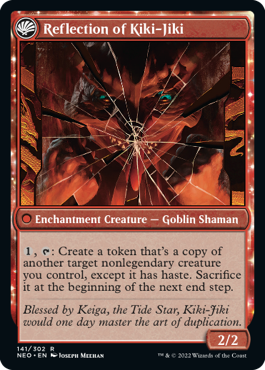 Reflection of Kiki-Jiki
Enchantment Creature — Goblin Shaman
1, T: Create a token that's a copy of
another target nonlegendary creature
you control, except it has haste. Sacrifice
it at the beginning of the next end step.
Blessed by Keiga, the Tide Star, Kiki-Jiki
would one day master the art of duplication.
2/2
141/302 R
NEO • EN Joseph Meehan
™ & © 2022 Wizards of the Coast